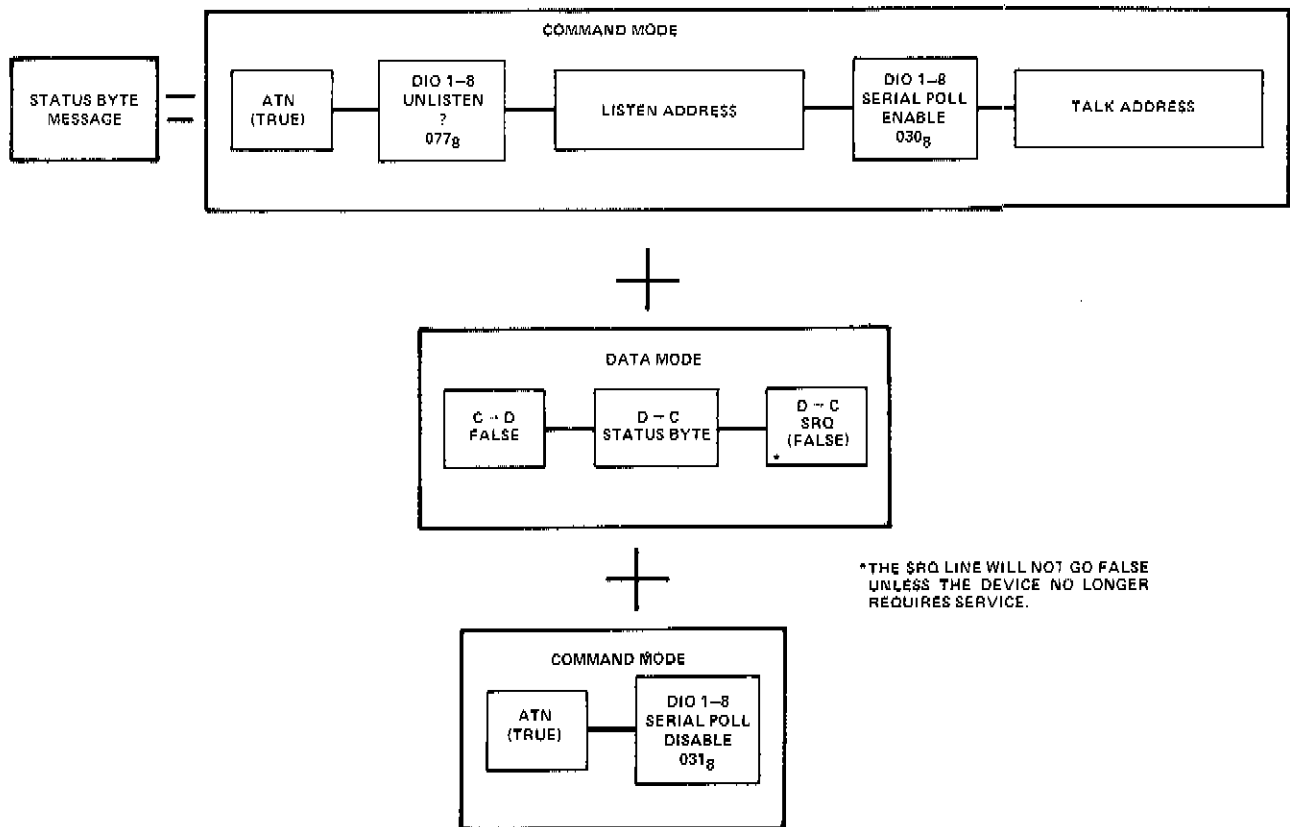 STATUS BYTE
MESSAGE
=
COMMAND MODE
ATN
(TRUE)
DIO 1–8
UNLISTEN
?
077₈
LISTEN ADDRESS
DIO 1–8
SERIAL POLL
ENABLE
030₈
TALK ADDRESS
+
DATA MODE
C → D
FALSE
D → C
STATUS BYTE
D → C
SRQ
(FALSE)
*
+
*THE SRQ LINE WILL NOT GO FALSE
UNLESS THE DEVICE NO LONGER
REQUIRES SERVICE.
COMMAND MODE
ATN
(TRUE)
DIO 1–8
SERIAL POLL
DISABLE
031₈